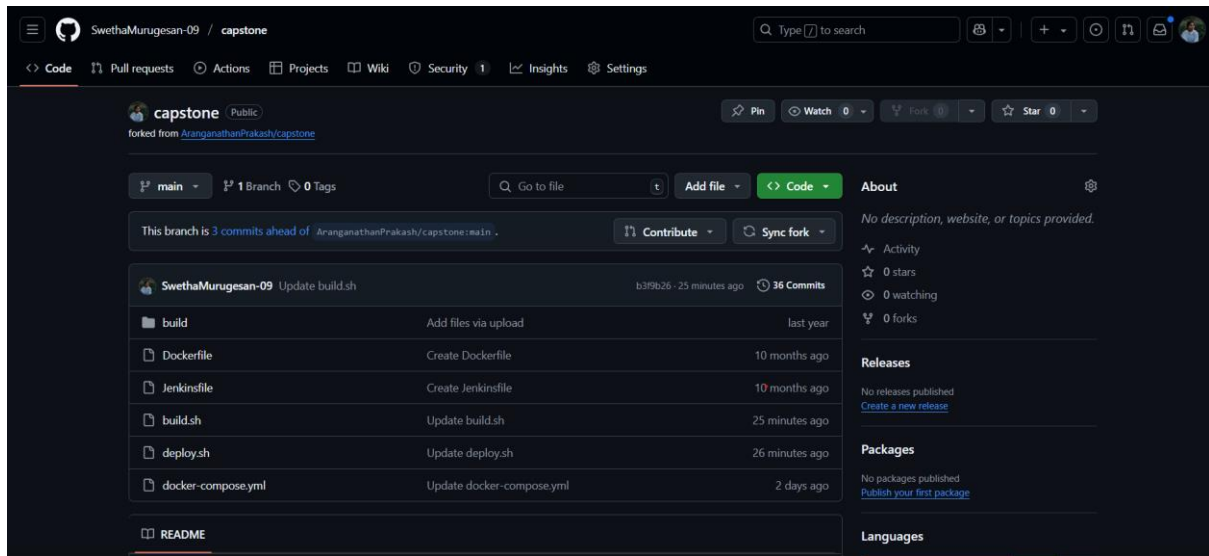 SwethaMurugesan-09 / capstone
Type / to search
Code Pull requests Actions Projects Wiki Security 1 Insights Settings
capstone Public
Pin Watch 0 Fork 0 Star 0
forked from AranganathanPrakash/capstone
main 1 Branch 0 Tags Go to file t Add file Code
This branch is 3 commits ahead of AranganathanPrakash/capstone:main .
Contribute Sync fork
SwethaMurugesan-09 Update build.sh b3f9b26 · 25 minutes ago 36 Commits
build Add files via upload last year
Dockerfile Create Dockerfile 10 months ago
Jenkinsfile Create Jenkinsfile 10 months ago
build.sh Update build.sh 25 minutes ago
deploy.sh Update deploy.sh 26 minutes ago
docker-compose.yml Update docker-compose.yml 2 days ago
README
About
No description, website, or topics provided.
Activity
0 stars
0 watching
0 forks
Releases
No releases published
Create a new release
Packages
No packages published
Publish your first package
Languages